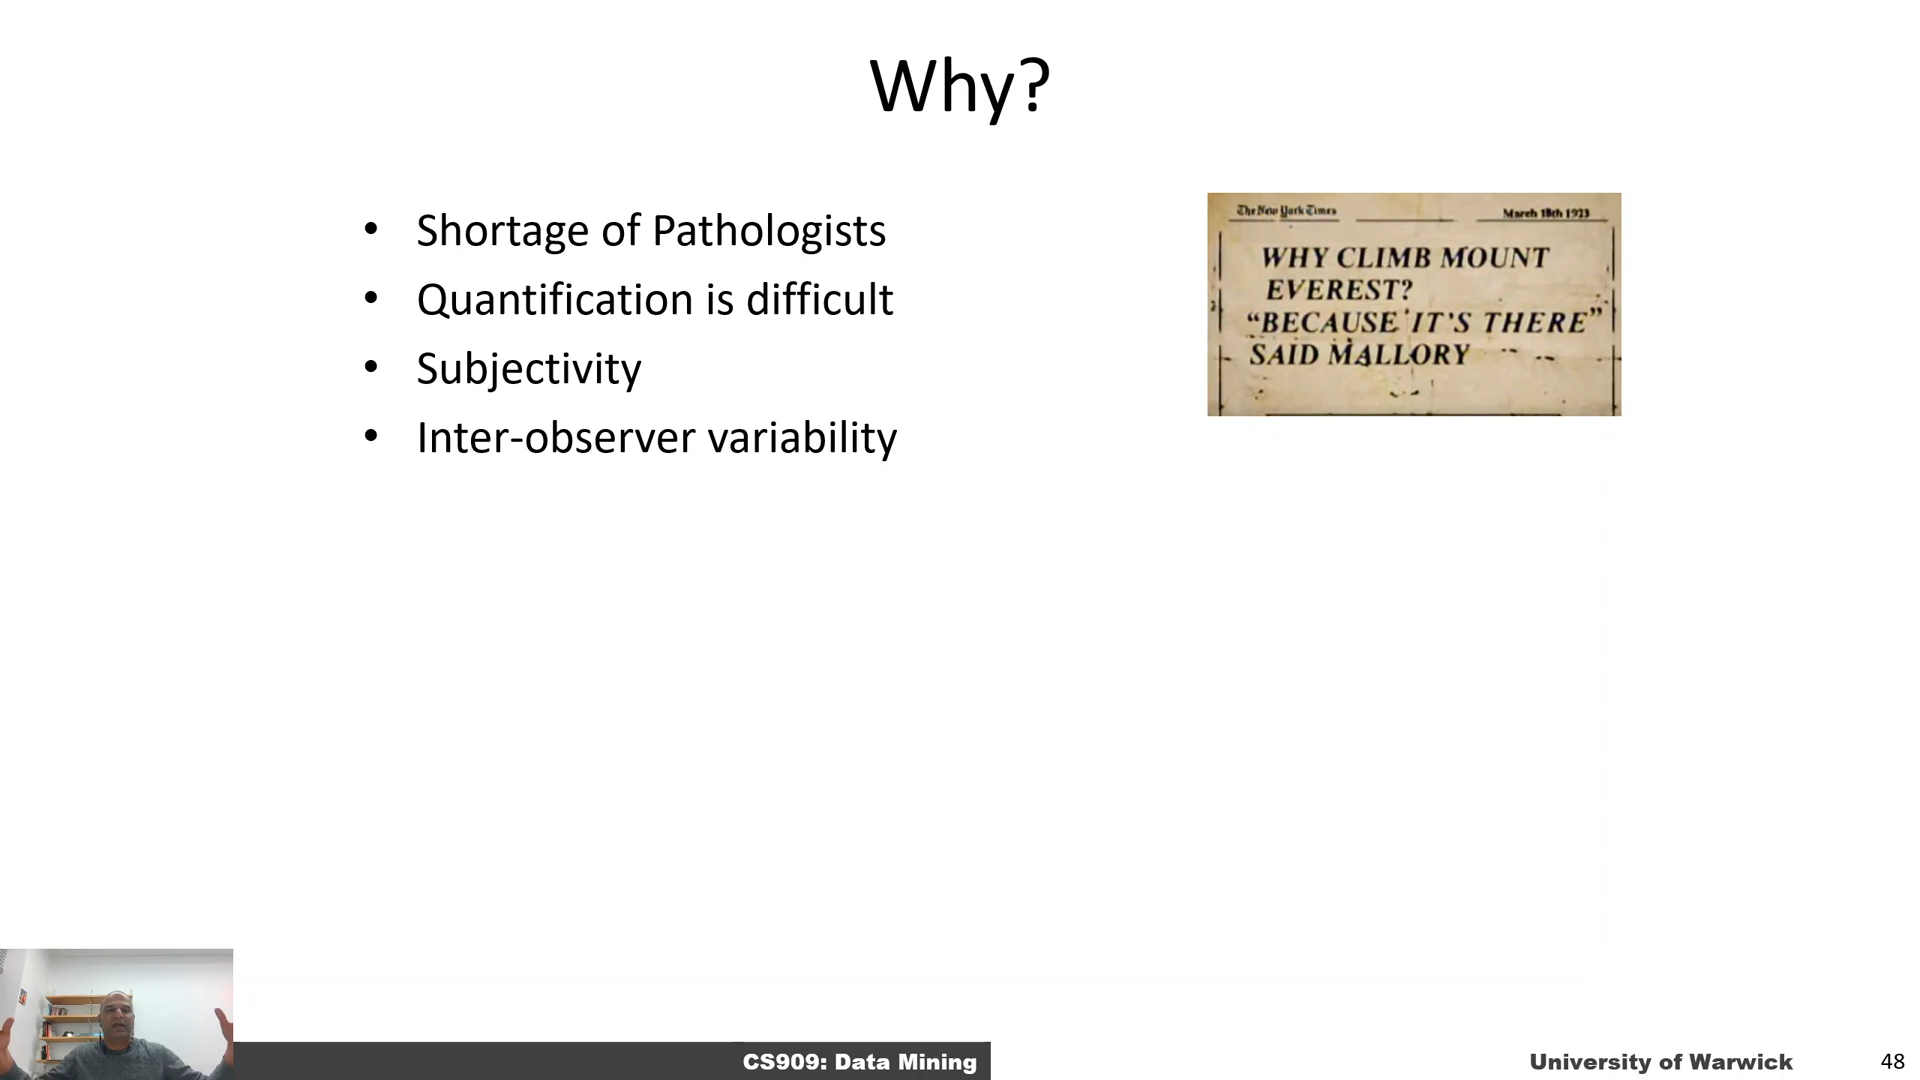 Why?
• Shortage of Pathologists
• Quantification is difficult
• Subjectivity
• Inter-observer variability
The New York Times
March 18th 1923
WHY CLIMB MOUNT
EVEREST?
“BECAUSE IT’S THERE”
SAID MALLORY
CS909: Data Mining
University of Warwick
48